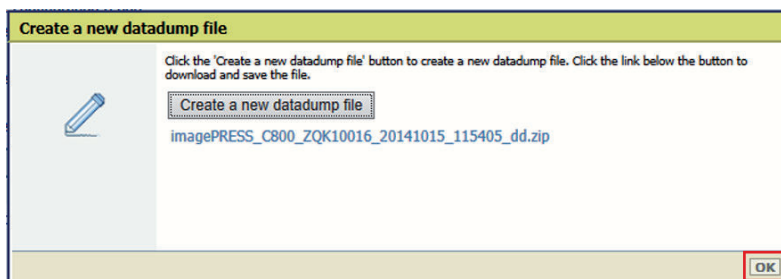 Create a new datadump file
Click the 'Create a new datadump file' button to create a new datadump file. Click the link below the button to
download and save the file.
Create a new datadump file
imagePRESS_C800_ZQK10016_20141015_115405_dd.zip
OK